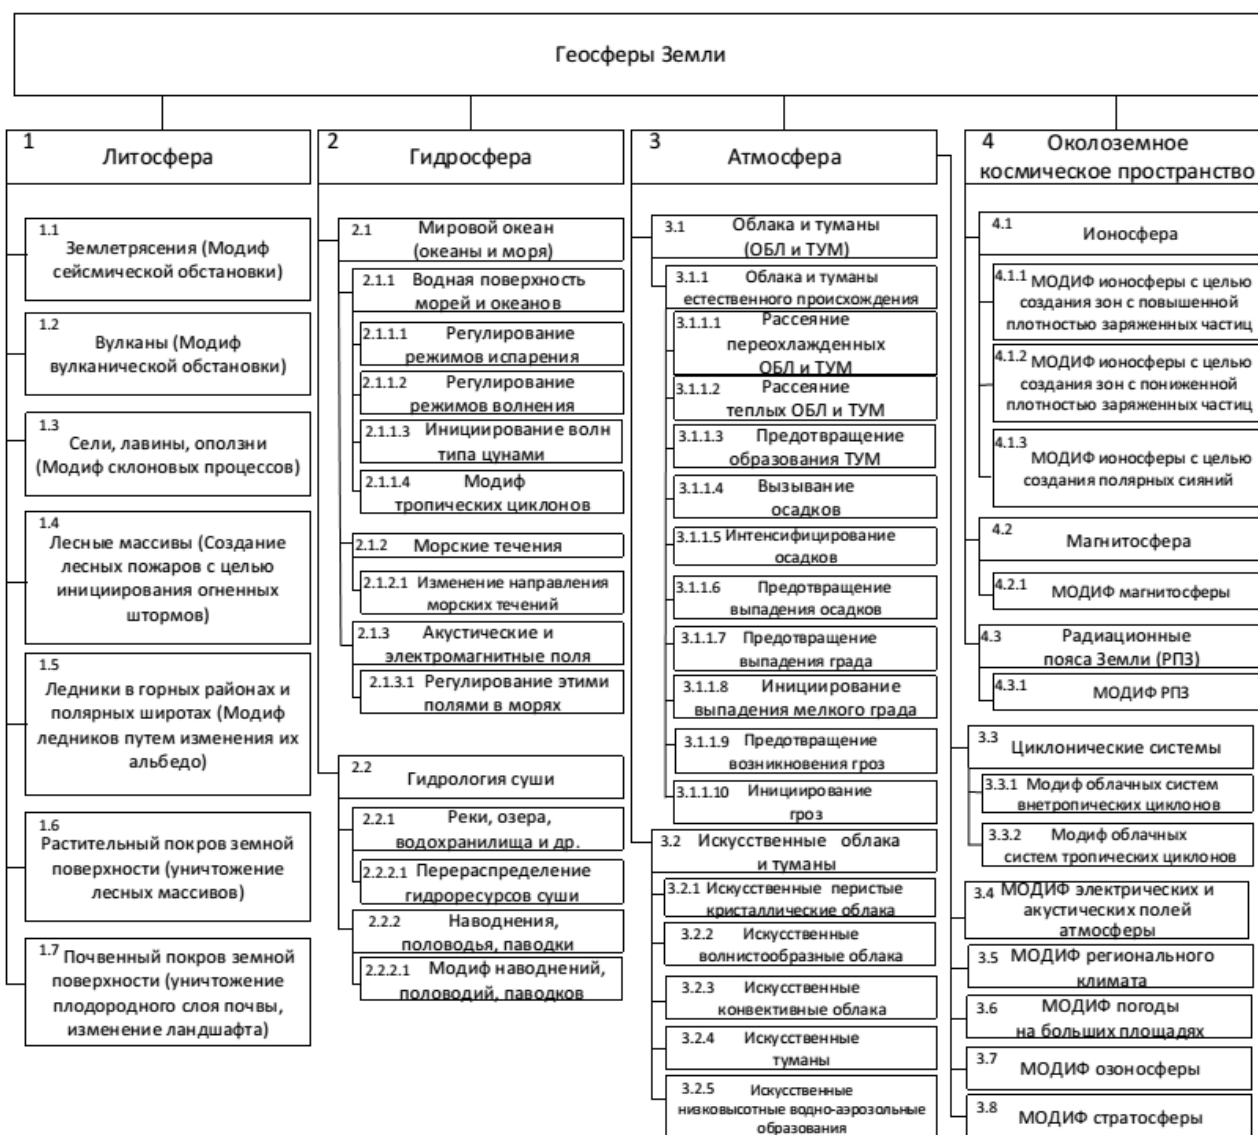 Геосферы Земли
1
Литосфера
1.1
Землетрясения (Модиф
сейсмической обстановки)
1.2
Вулканы (Модиф
вулканической обстановки)
1.3
Сели, лавины, оползни
(Модиф склоновых процессов)
1.4
Лесные массивы (Создание
лесных пожаров с целью
инициирования огненных
штормов)
1.5
Ледники в горных районах и
полярных широтах (Модиф
ледников путем изменения их
альбедо)
1.6
Растительный покров земной
поверхности (уничтожение
лесных массивов)
1.7 Почвенный покров земной
поверхности (уничтожение
плодородного слоя почвы,
изменение ландшафта)
2
Гидросфера
2.1 Мировой океан
(океаны и моря)
2.1.1 Водная поверхность
морей и океанов
2.1.1.1 Регулирование
режимов испарения
2.1.1.2 Регулирование
режимов волнения
2.1.1.3 Инициирование волн
типа цунами
2.1.1.4 Модиф
тропических циклонов
2.1.2 Морские течения
2.1.2.1 Изменение направления
морских течений
2.1.3 Акустические и
электромагнитные поля
2.1.3.1 Регулирование этими
полями в морях
2.2
Гидрология суши
2.2.1 Реки, озера,
водохранилища и др.
2.2.2.1 Перераспределение
гидроресурсов суши
2.2.2 Наводнения,
половодья, паводки
2.2.2.1 Модиф наводнений,
половодий, паводков
3
Атмосфера
3.1 Облака и туманы
(ОБЛ и ТУМ)
3.1.1 Облака и туманы
естественного происхождения
3.1.1.1 Рассеяние
переохлажденных
ОБЛ и ТУМ
3.1.1.2 Рассеяние
теплых ОБЛ и ТУМ
3.1.1.3 Предотвращение
образования ТУМ
3.1.1.4 Вызывание
осадков
3.1.1.5 Интенсифицирование
осадков
3.1.1.6 Предотвращение
выпадения осадков
3.1.1.7 Предотвращение
выпадения града
3.1.1.8 Инициирование
выпадения мелкого града
3.1.1.9 Предотвращение
возникновения гроз
3.1.1.10 Инициирование
гроз
3.2 Искусственные облака
и туманы
3.2.1 Искусственные перистые
кристаллические облака
3.2.2 Искусственные
волнистообразные облака
3.2.3 Искусственные
конвективные облака
3.2.4 Искусственные
туманы
3.2.5 Искусственные
низковысотные водно-аэрозольные
образования
4 Околоземное
космическое пространство
4.1
Ионосфера
4.1.1 МОДИФ ионосферы с целью
создания зон с повышенной
плотностью заряженных частиц
4.1.2 МОДИФ ионосферы с целью
создания зон с пониженной
плотностью заряженных частиц
4.1.3
МОДИФ ионосферы с целью
создания полярных сияний
4.2
Магнитосфера
4.2.1
МОДИФ магнитосферы
4.3 Радиационные
пояса Земли (РПЗ)
4.3.1
МОДИФ РПЗ
3.3
Циклонические системы
3.3.1 Модиф облачных систем
внетропических циклонов
3.3.2 Модиф облачных
систем тропических циклонов
3.4 МОДИФ электрических и
акустических полей
атмосферы
3.5 МОДИФ регионального
климата
3.6 МОДИФ погоды
на больших площадях
3.7
МОДИФ озоносферы
3.8
МОДИФ стратосферы